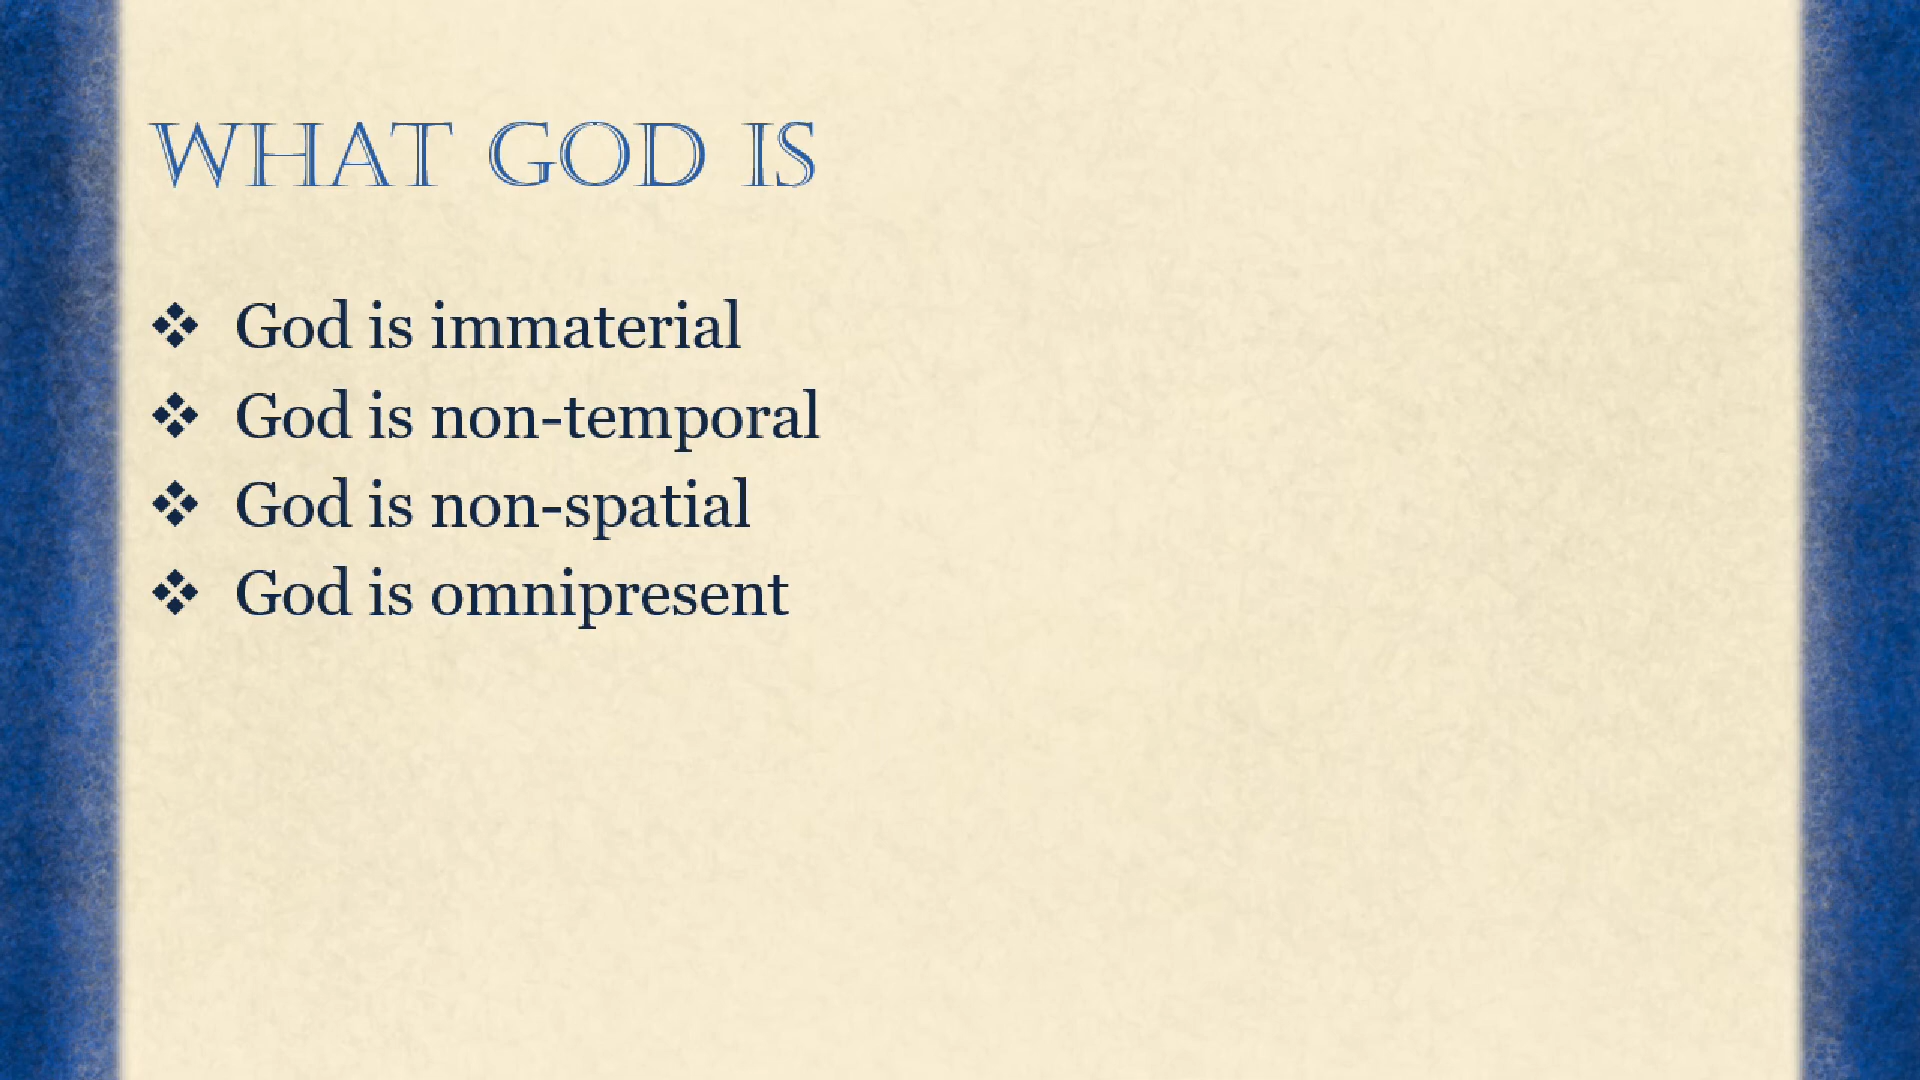 WHAT GOD IS
❖ God is immaterial
❖ God is non-temporal
❖ God is non-spatial
❖ God is omnipresent